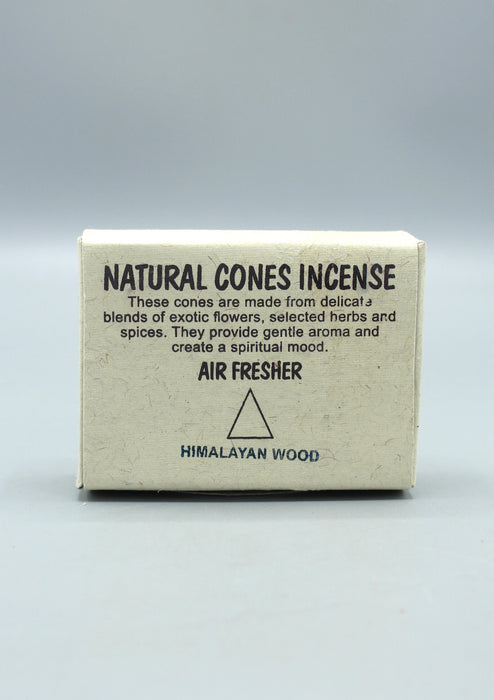 NATURAL CONES INCENSE
These cones are made from delicate
blends of exotic flowers, selected herbs and
spices. They provide gentle aroma and
create a spiritual mood.
AIR FRESHER
HIMALAYAN WOOD